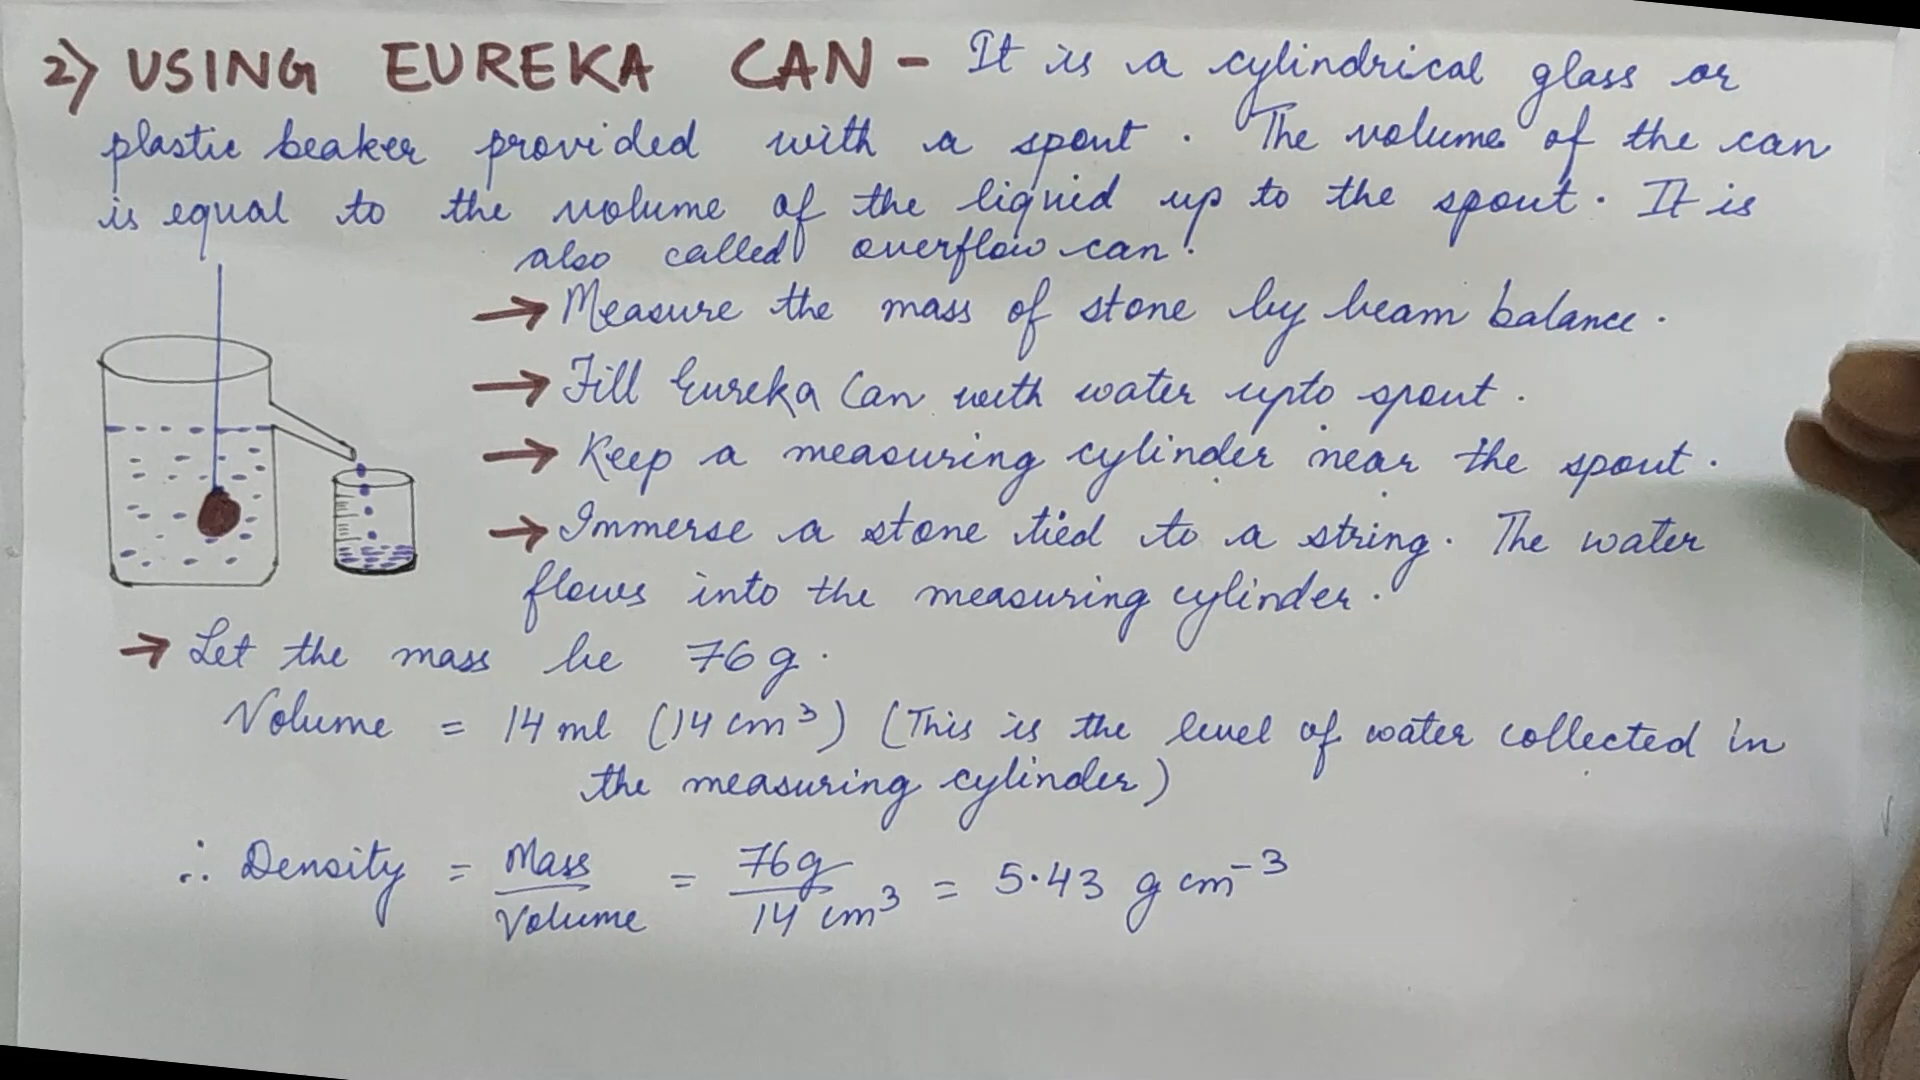 2) USING EUREKA CAN - It is a cylindrical glass or
plastic beaker provided with a spout. The volume of the can
is equal to the volume of the liquid up to the spout. It is
also called overflow can.
→ Measure the mass of stone by beam balance.
→ Fill Eureka Can with water upto spout.
→ Keep a measuring cylinder near the spout.
→ Immerse a stone tied to a string. The water
flows into the measuring cylinder.
→ Let the mass be 76 g.
Volume = 14 ml (14 cm³) (This is the level of water collected in
the measuring cylinder)
∴ Density = Mass/Volume = 76g/14 cm³ = 5.43 g cm⁻³